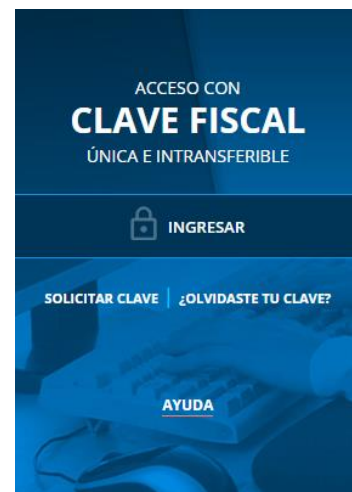 ACCESO CON
CLAVE FISCAL
ÚNICA E INTRANSFERIBLE
INGRESAR
SOLICITAR CLAVE | ¿OLVIDASTE TU CLAVE?
AYUDA